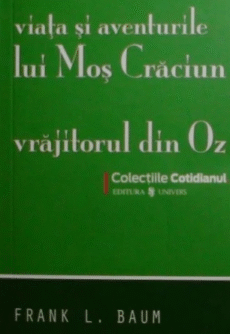 viața și aventurile
lui Moș Crăciun
vrăjitorul din Oz
Colecțiile Cotidianul
EDITURA UNIVERS
FRANK L. BAUM